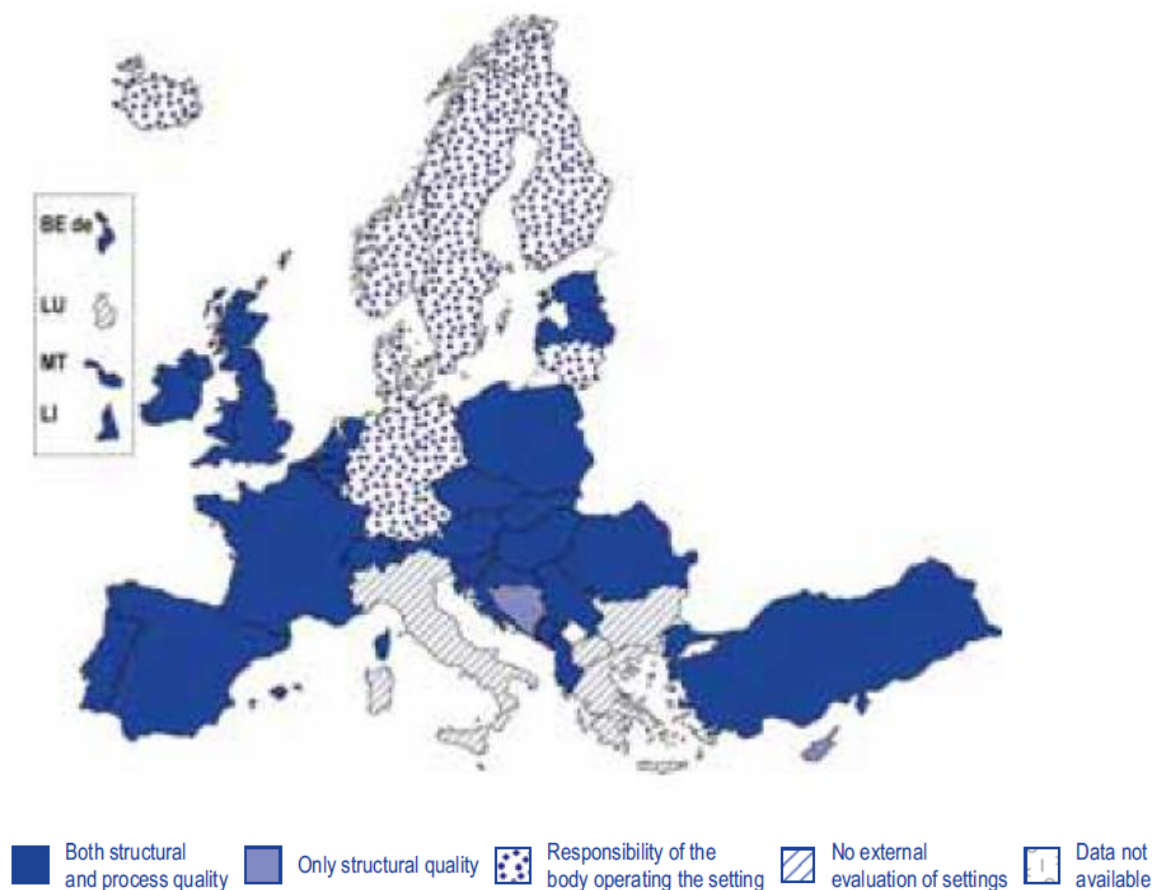 BE de
LU
MT
LI
Both structural
and process quality
Only structural quality
Responsibility of the
body operating the setting
No external
evaluation of settings
Data not
available